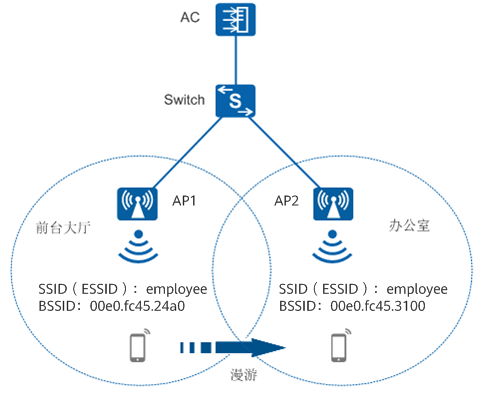 AC
Switch
S
AP1
AP2
前台大厅
办公室
SSID（ESSID）：employee
BSSID：00e0.fc45.24a0
SSID（ESSID）：employee
BSSID：00e0.fc45.3100
漫游